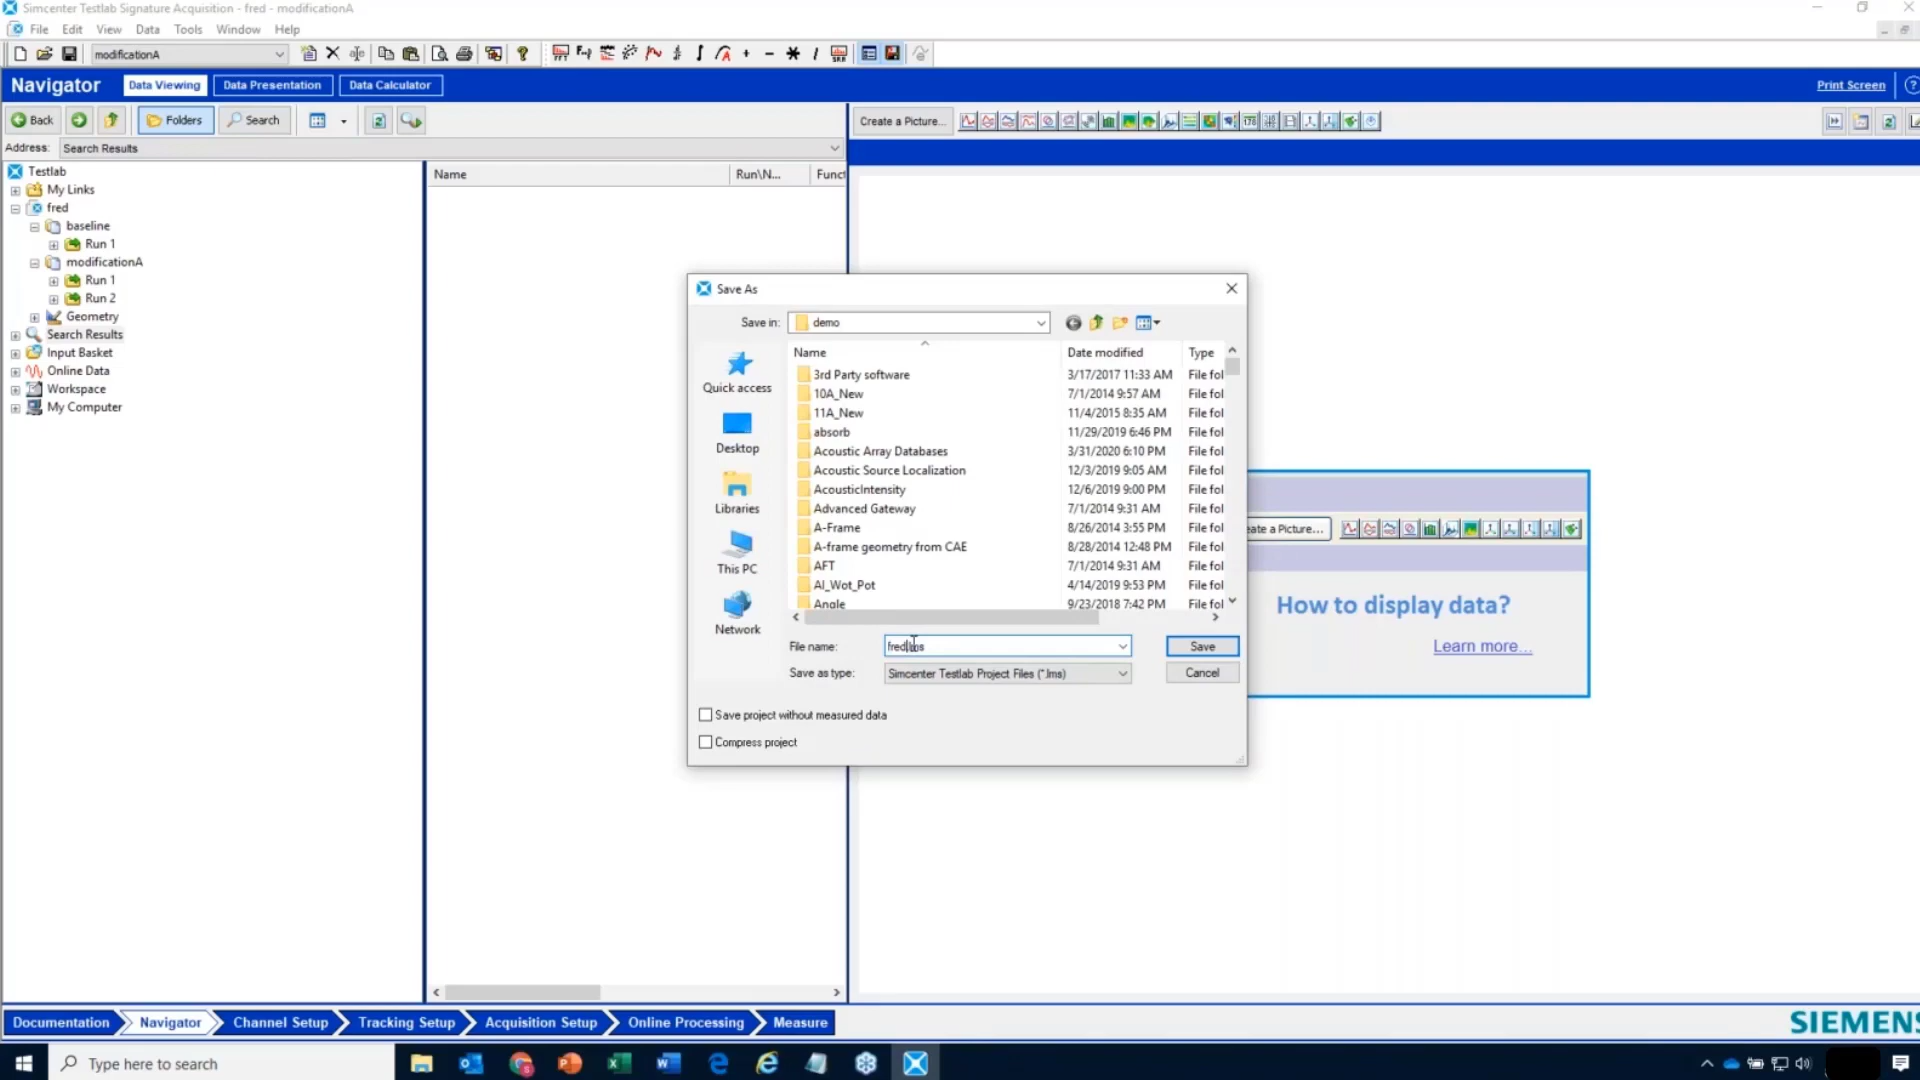 Simcenter Testlab Signature Acquisition - fred - modificationA
File Edit View Data Tools Window Help
modificationA
Navigator Data Viewing Data Presentation Data Calculator Print Screen
Back Folders Search Create a Picture...
Address: Search Results
Testlab
Name Run\N... Funct
My Links
fred
baseline
Run 1
modificationA
Run 1
Run 2
Geometry
Search Results
Input Basket
Online Data
Workspace
My Computer
Save As
Save in: demo
Name Date modified Type
3rd Party software 3/17/2017 11:33 AM File fol
10A_New 7/1/2014 9:57 AM File fol
11A_New 11/4/2015 8:35 AM File fol
absorb 11/29/2019 6:46 PM File fol
Acoustic Array Databases 3/31/2020 6:10 PM File fol
Acoustic Source Localization 12/3/2019 9:05 AM File fol
AcousticIntensity 12/6/2019 9:00 PM File fol
Advanced Gateway 7/1/2014 9:31 AM File fol
A-Frame 8/26/2014 3:55 PM File fol
A-frame geometry from CAE 8/28/2014 12:48 PM File fol
AFT 7/1/2014 9:31 AM File fol
AI_Wot_Pot 4/14/2019 9:53 PM File fol
Angle 9/23/2018 7:42 PM File fol
Quick access
Desktop
Libraries
This PC
Network
File name: fred.lms Save
Save as type: Simcenter Testlab Project Files (*.lms) Cancel
Save project without measured data
Compress project
ate a Picture...
How to display data?
Learn more...
Documentation Navigator Channel Setup Tracking Setup Acquisition Setup Online Processing Measure
SIEMENS
Type here to search